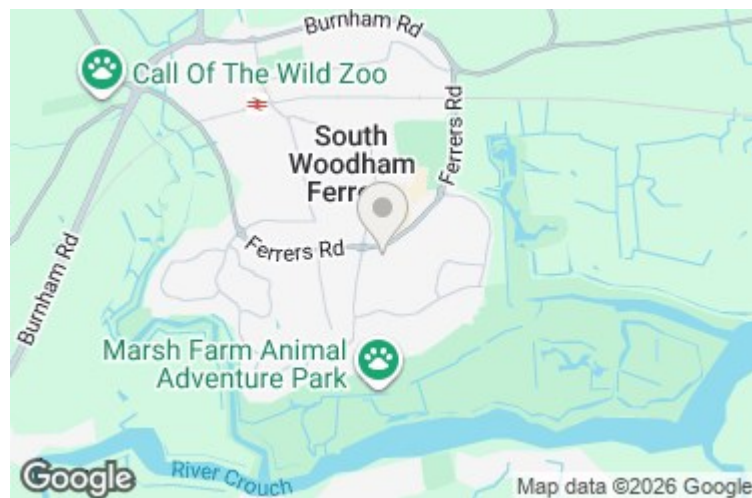 Burnham Rd
Call Of The Wild Zoo
Ferrers Rd
South
Woodham
Ferre
Ferrers Rd
Burnham Rd
Marsh Farm Animal
Adventure Park
River Crouch
Google
Map data ©2026 Google